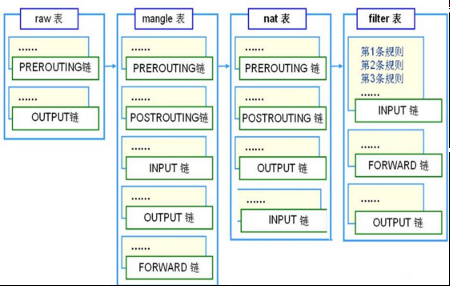 raw 表
......
PREROUTING链
......
OUTPUT链
mangle 表
......
PREROUTING链
......
POSTROUTING链
......
INPUT 链
......
OUTPUT 链
......
FORWARD 链
nat 表
......
PREROUTING 链
......
POSTROUTING 链
......
OUTPUT 链
......
INPUT 链
filter 表
第1条规则
第2条规则
第3条规则
......
INPUT 链
......
FORWARD 链
......
OUTPUT 链